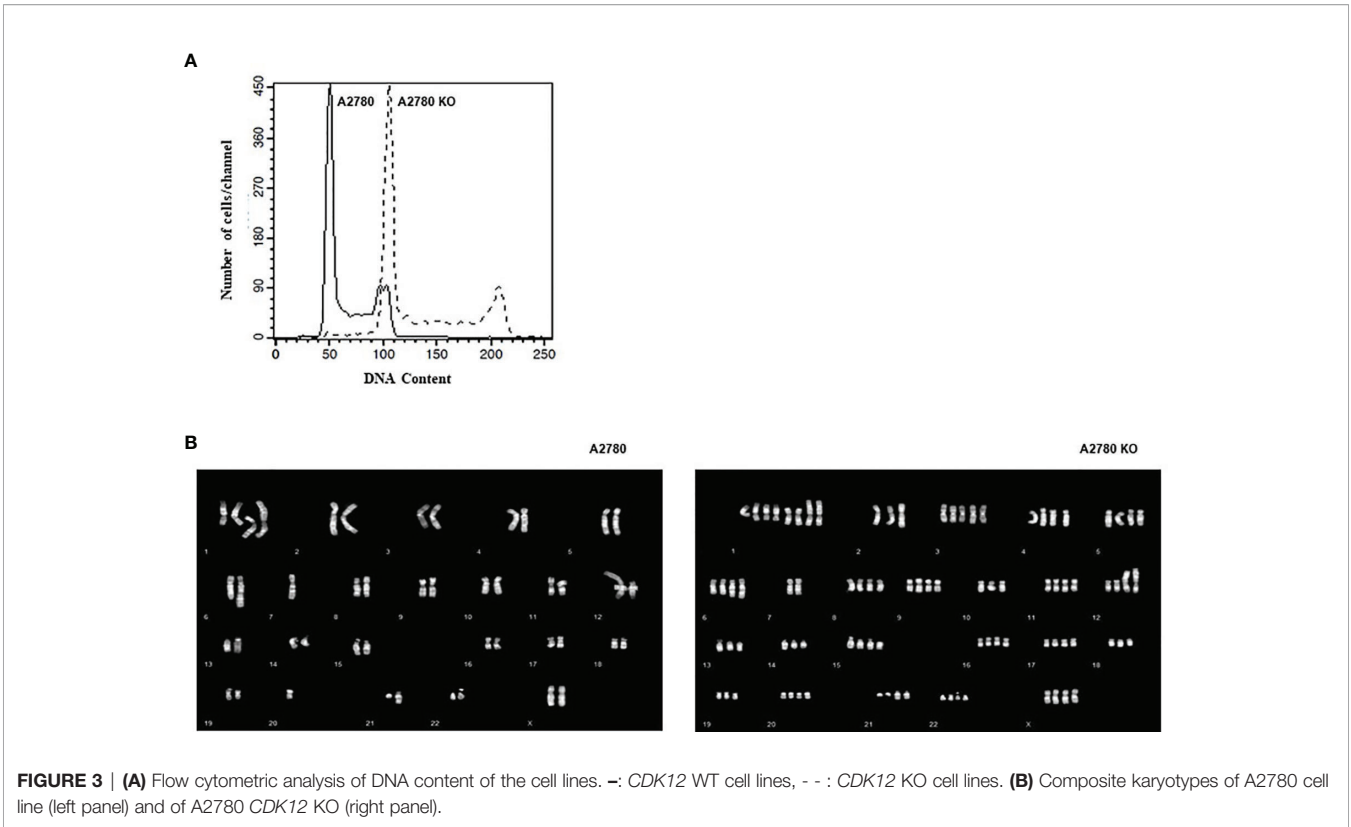 A
450
360
270
180
90
0
Number of cells/channel
A2780
A2780 KO
0 50 100 150 200 250
DNA Content
B
A2780
1 2 3 4 5
6 7 8 9 10 11 12
13 14 15 16 17 18
19 20 21 22 X
A2780 KO
1 2 3 4 5
6 7 8 9 10 11 12
13 14 15 16 17 18
19 20 21 22 X
FIGURE 3 | (A) Flow cytometric analysis of DNA content of the cell lines. –: CDK12 WT cell lines, - - : CDK12 KO cell lines. (B) Composite karyotypes of A2780 cell
line (left panel) and of A2780 CDK12 KO (right panel).